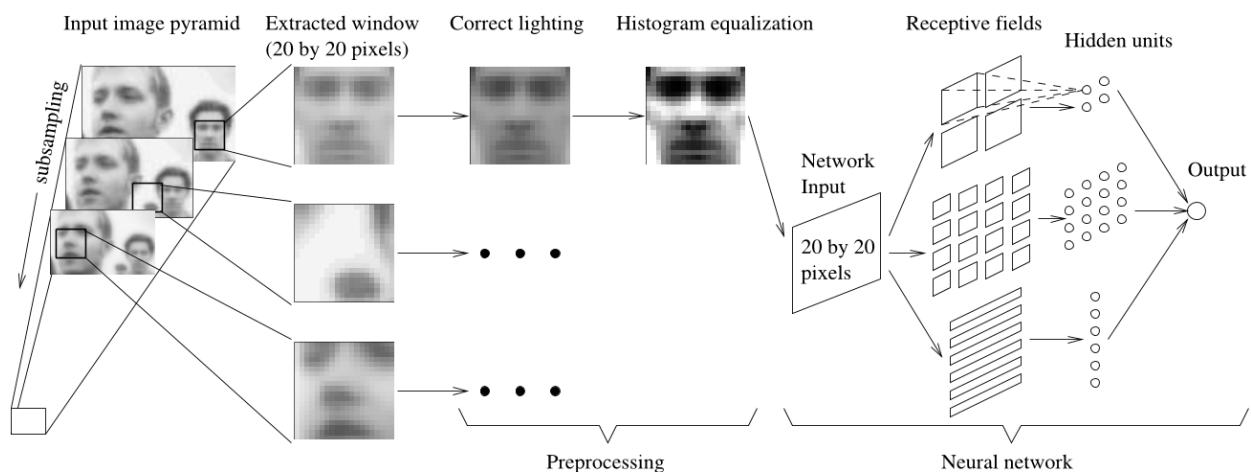 Input image pyramid
Extracted window
(20 by 20 pixels)
Correct lighting
Histogram equalization
Receptive fields
Hidden units
subsampling
Network
Input
Output
20 by 20
pixels
Preprocessing
Neural network